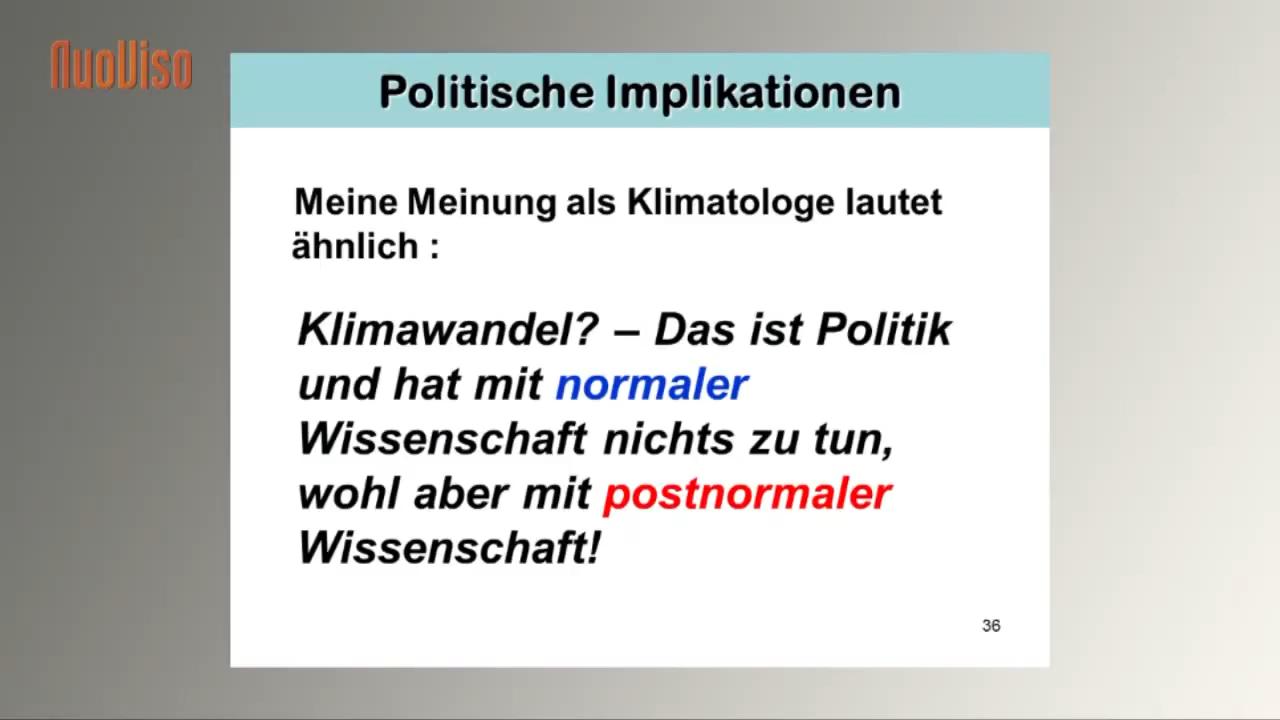 NuoViso
Politische Implikationen
Meine Meinung als Klimatologe lautet
ähnlich :
Klimawandel? – Das ist Politik
und hat mit normaler
Wissenschaft nichts zu tun,
wohl aber mit postnormaler
Wissenschaft!
36